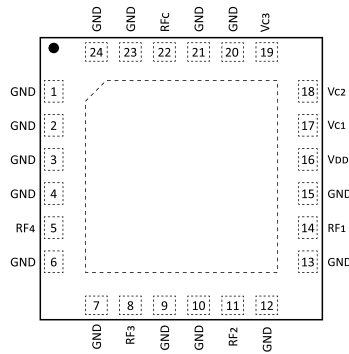 GND GND RFC GND GND VC3
24 23 22 21 20 19
GND 1 18 VC2
GND 2 17 VC1
GND 3 16 VDD
GND 4 15 GND
RF4 5 14 RF1
GND 6 13 GND
7 8 9 10 11 12
GND RF3 GND GND RF2 GND